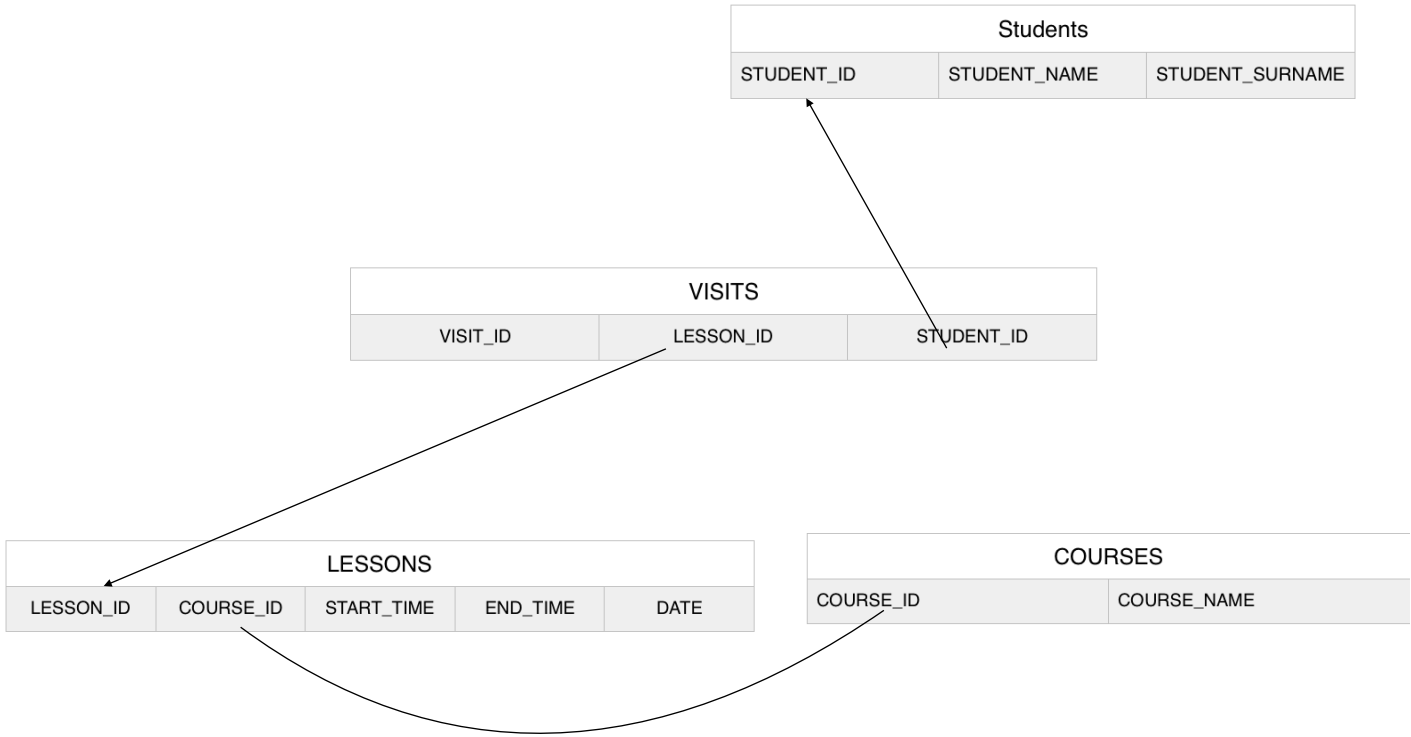 Students
STUDENT_ID STUDENT_NAME STUDENT_SURNAME
VISITS
VISIT_ID LESSON_ID STUDENT_ID
LESSONS
LESSON_ID COURSE_ID START_TIME END_TIME DATE
COURSES
COURSE_ID COURSE_NAME